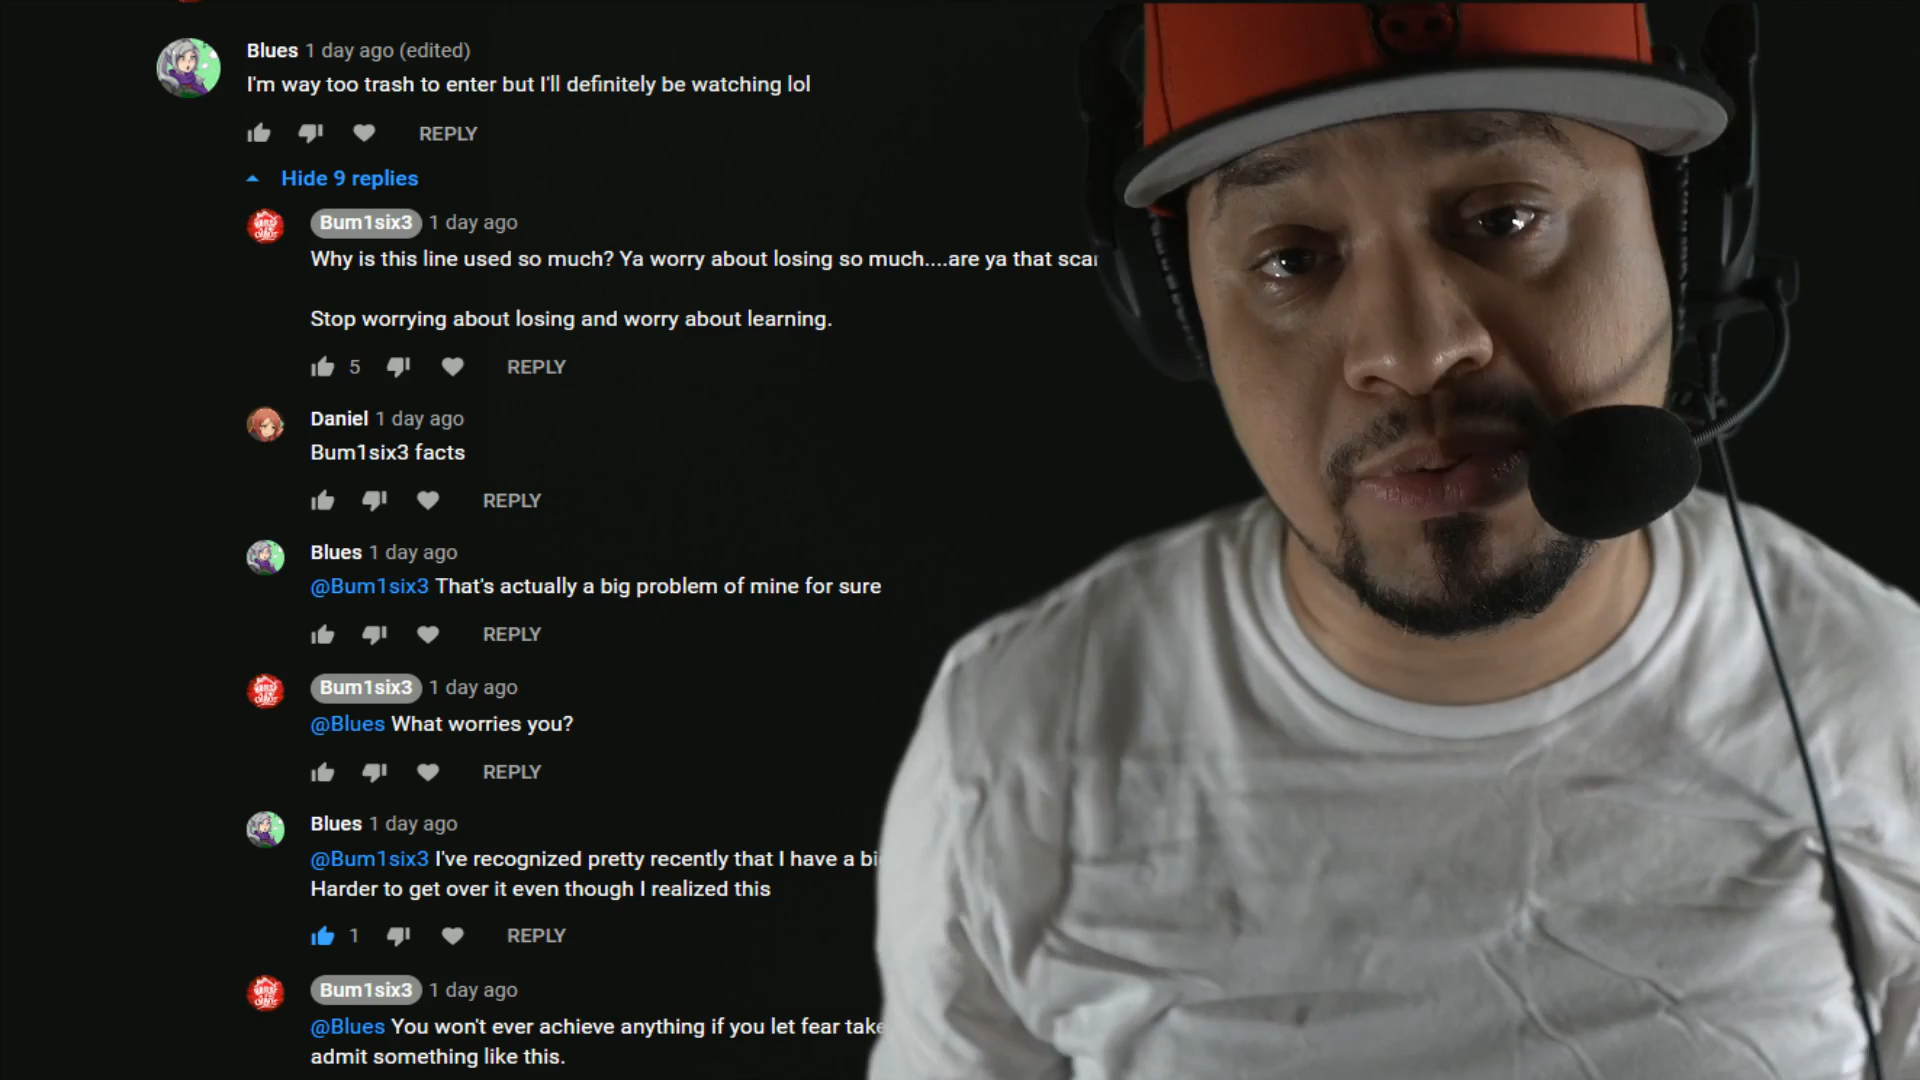 Blues 1 day ago (edited)
I'm way too trash to enter but I'll definitely be watching lol
REPLY
Hide 9 replies
Bum1six3 1 day ago
Why is this line used so much? Ya worry about losing so much....are ya that
Stop worrying about losing and worry about learning.
5 REPLY
Daniel 1 day ago
Bum1six3 facts
REPLY
Blues 1 day ago
@Bum1six3 That's actually a big problem of mine for sure
REPLY
Bum1six3 1 day ago
@Blues What worries you?
REPLY
Blues 1 day ago
@Bum1six3 I've recognized pretty recently that I have a
Harder to get over it even though I realized this
1 REPLY
Bum1six3 1 day ago
@Blues You won't ever achieve anything if you let fear take
admit something like this.